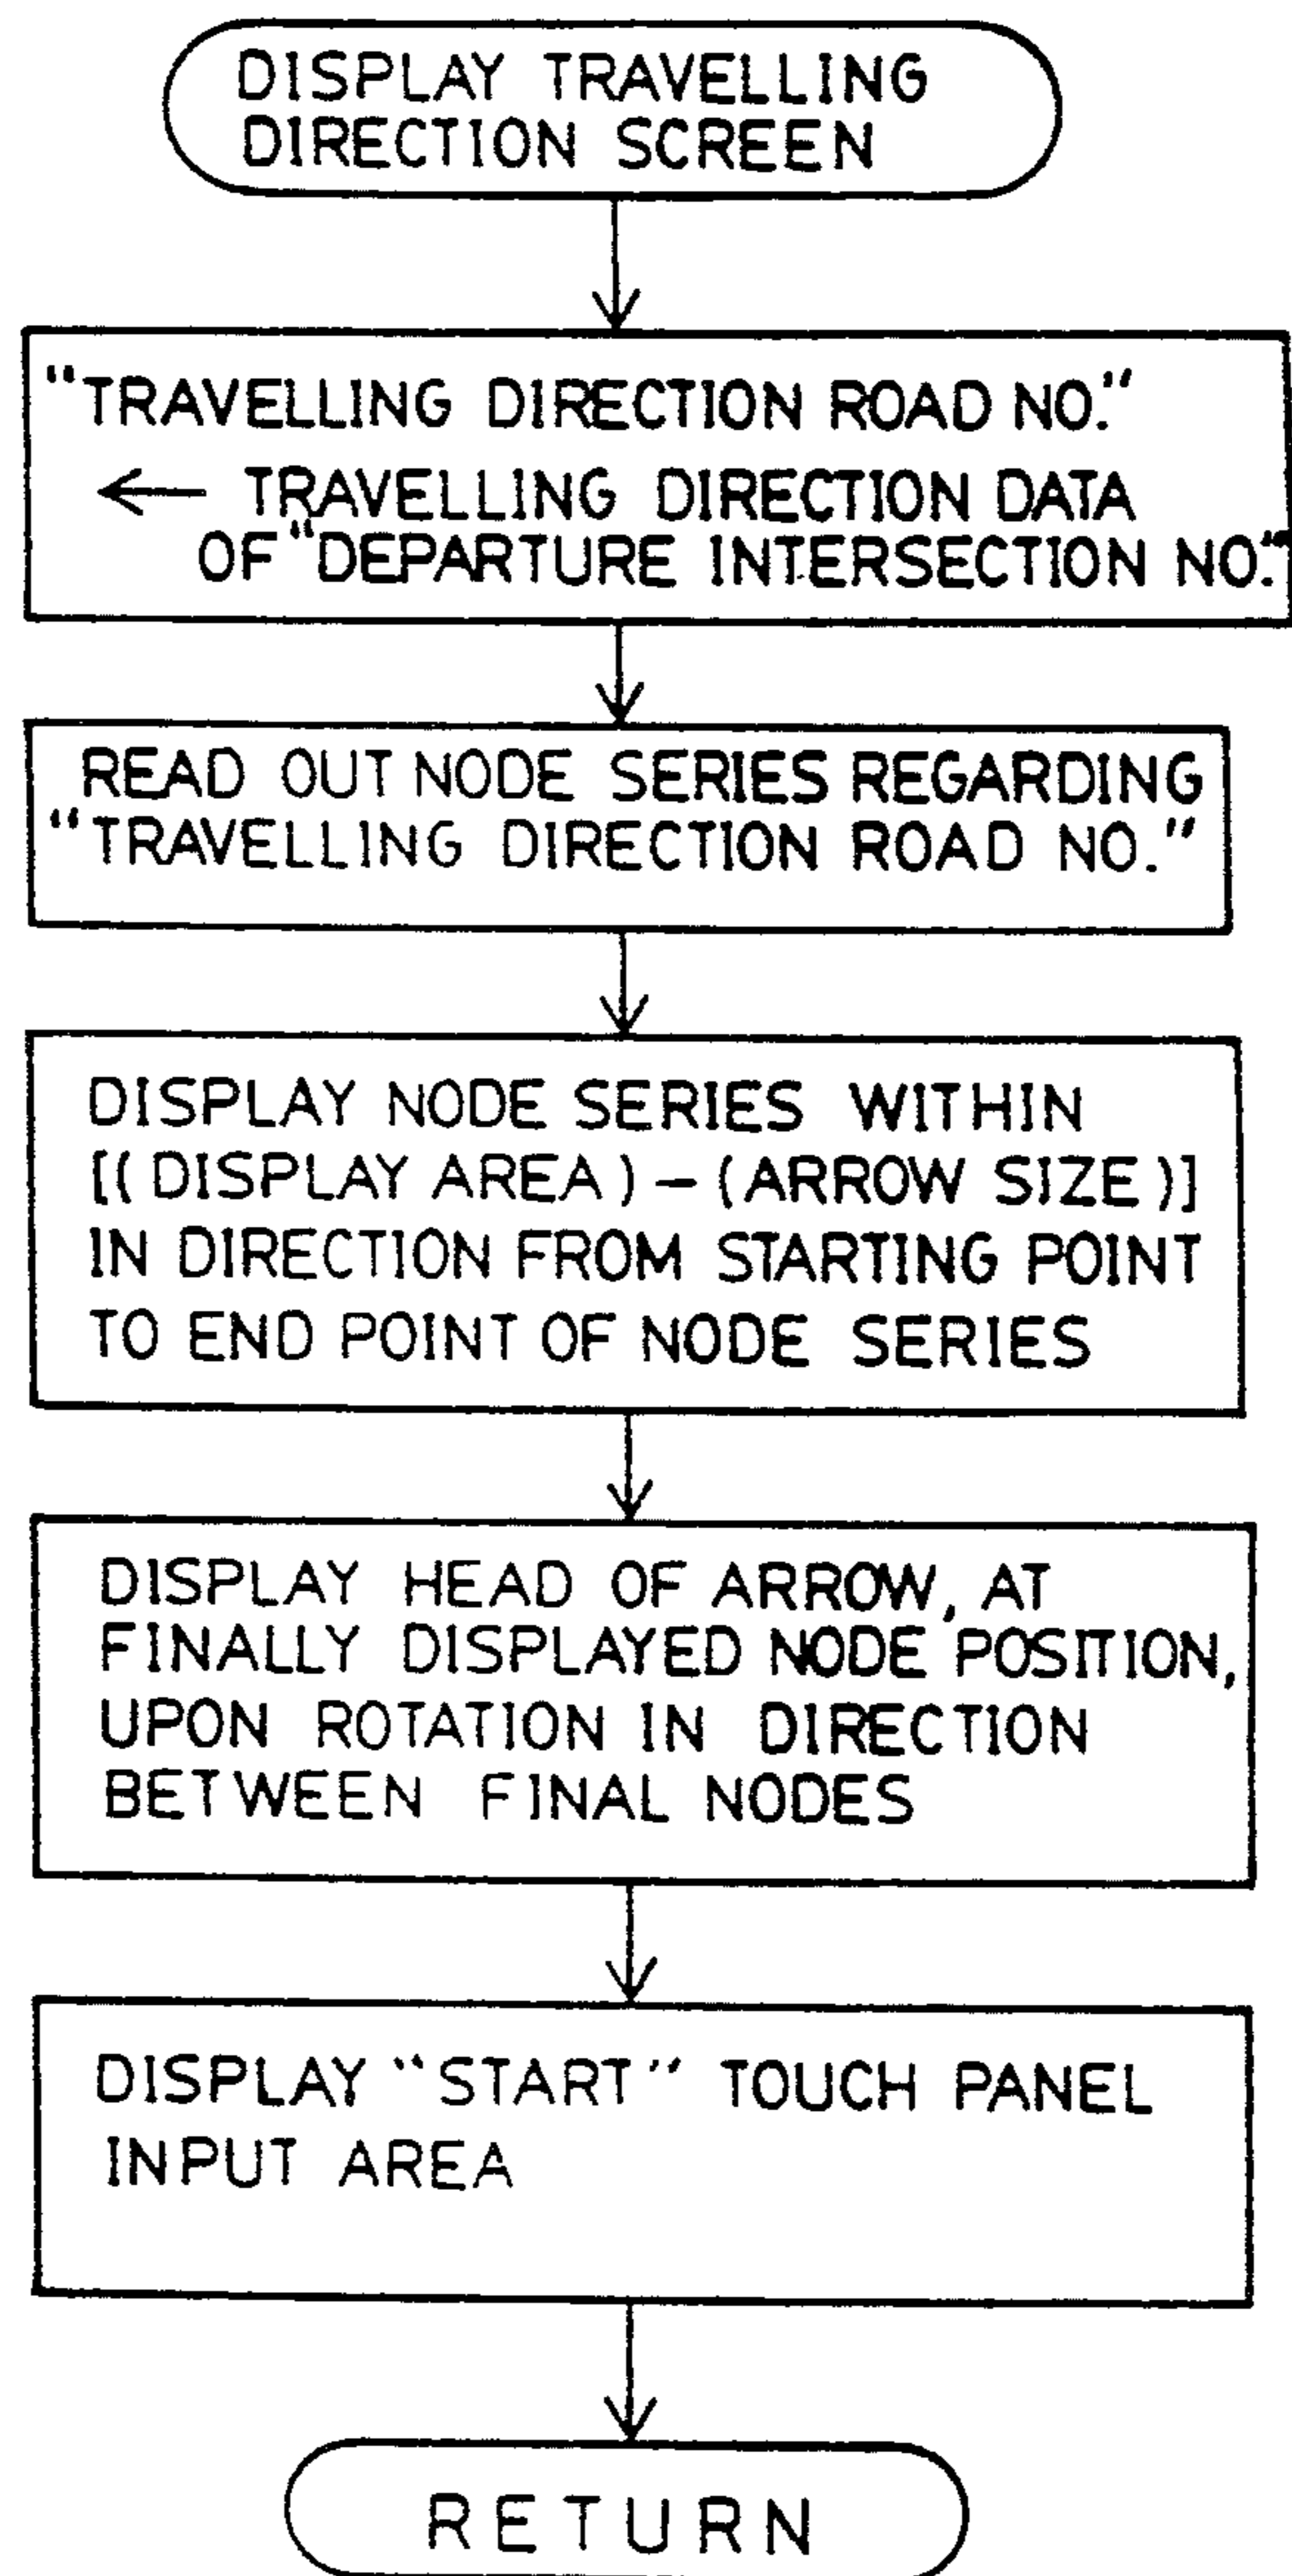 DISPLAY TRAVELLING
DIRECTION SCREEN
"TRAVELLING DIRECTION ROAD NO."
← TRAVELLING DIRECTION DATA
OF "DEPARTURE INTERSECTION NO."
READ OUT NODE SERIES REGARDING
"TRAVELLING DIRECTION ROAD NO."
DISPLAY NODE SERIES WITHIN
[(DISPLAY AREA) - (ARROW SIZE)]
IN DIRECTION FROM STARTING POINT
TO END POINT OF NODE SERIES
DISPLAY HEAD OF ARROW, AT
FINALLY DISPLAYED NODE POSITION,
UPON ROTATION IN DIRECTION
BETWEEN FINAL NODES
DISPLAY "START" TOUCH PANEL
INPUT AREA
RETURN